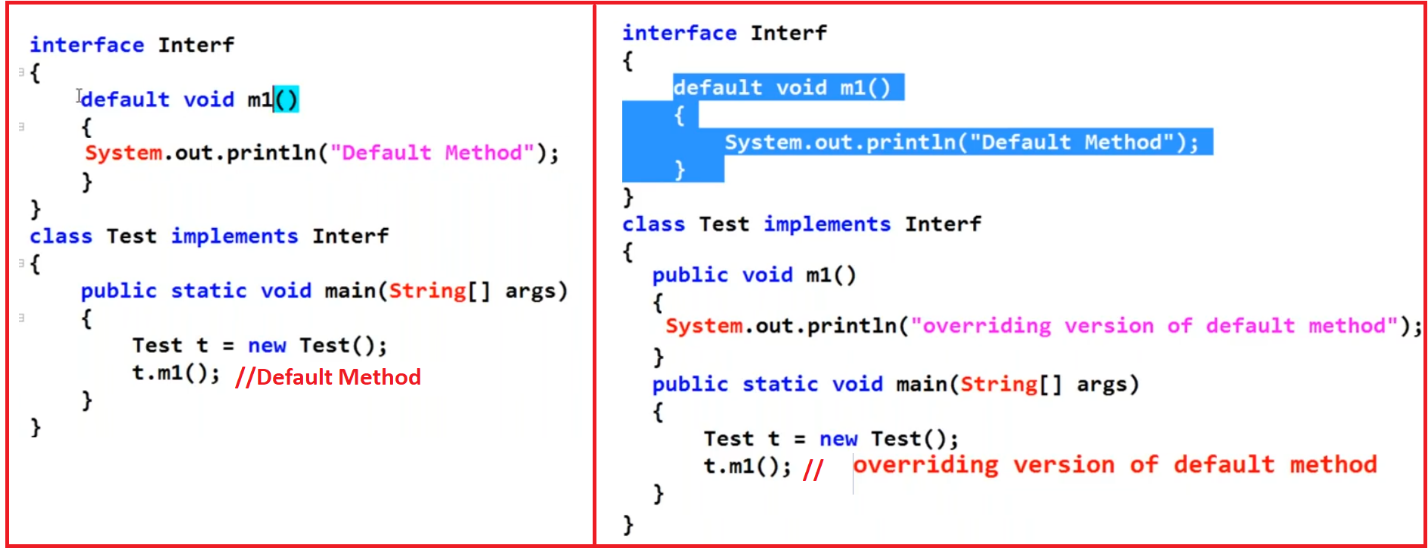 interface Interf
{
default void m1()
{
System.out.println("Default Method");
}
}
class Test implements Interf
{
public static void main(String[] args)
{
Test t = new Test();
t.m1(); //Default Method
}
}
interface Interf
{
default void m1()
{
System.out.println("Default Method");
}
}
class Test implements Interf
{
public void m1()
{
System.out.println("overriding version of default method");
}
public static void main(String[] args)
{
Test t = new Test();
t.m1(); // overriding version of default method
}
}